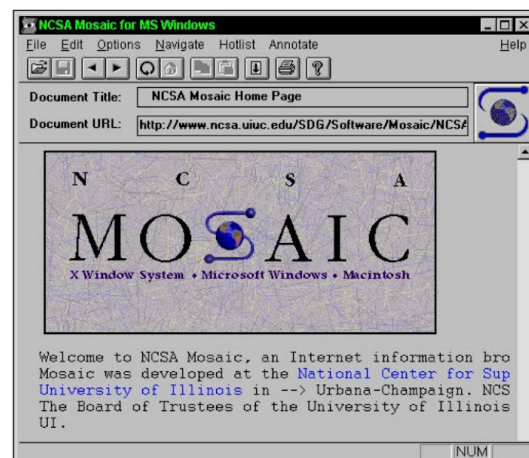 NCSA Mosaic for MS Windows
File Edit Options Navigate Hotlist Annotate Help
Document Title: NCSA Mosaic Home Page
Document URL: http://www.ncsa.uiuc.edu/SDG/Software/Mosaic/NCSA
N C S A
MOSAIC
X Window System • Microsoft Windows • Macintosh
Welcome to NCSA Mosaic, an Internet information bro
Mosaic was developed at the National Center for Sup
University of Illinois in --> Urbana-Champaign. NCS
The Board of Trustees of the University of Illinois
UI.
NUM